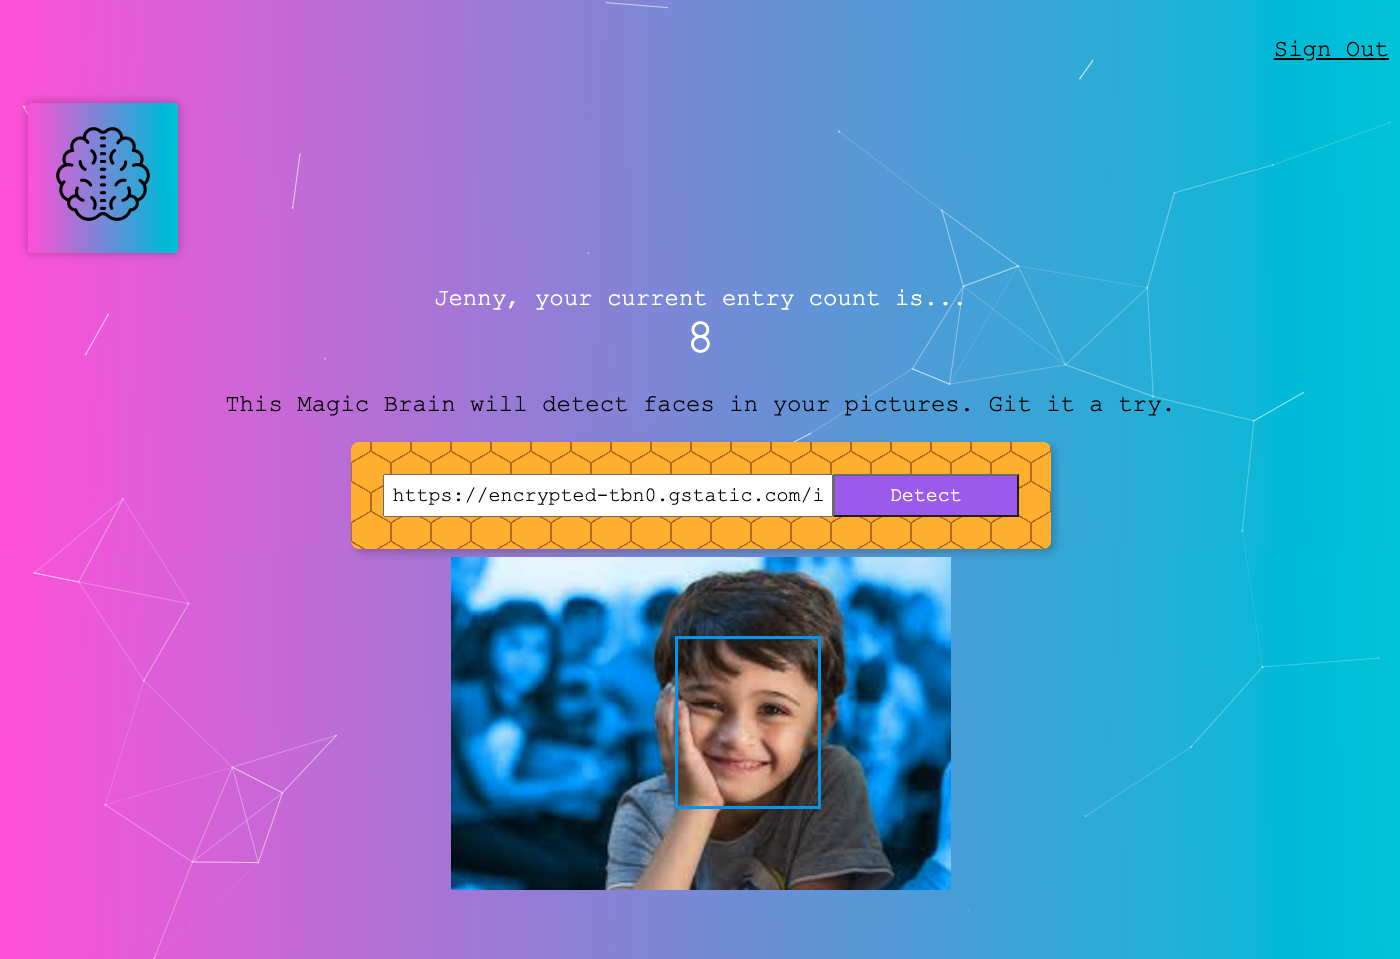 Sign Out
Jenny, your current entry count is...
8
This Magic Brain will detect faces in your pictures. Git it a try.
https://encrypted-tbn0.gstatic.com/i
Detect